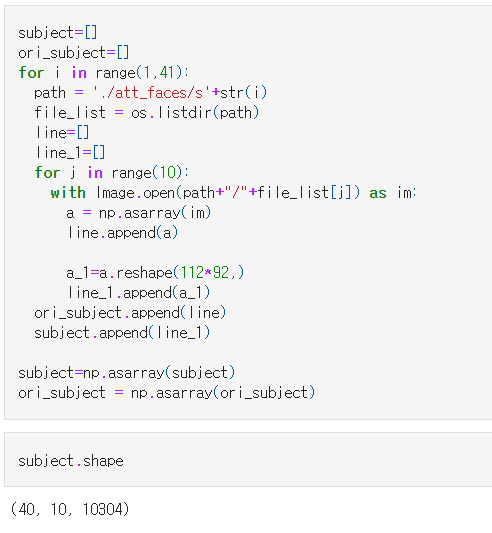 subject=[]
ori_subject=[]
for i in range(1,41):
  path = './att_faces/s'+str(i)
  file_list = os.listdir(path)
  line=[]
  line_1=[]
  for j in range(10):
    with Image.open(path+"/"+file_list[j]) as im:
      a = np.asarray(im)
      line.append(a)

      a_1=a.reshape(112*92,)
      line_1.append(a_1)
  ori_subject.append(line)
  subject.append(line_1)

subject=np.asarray(subject)
ori_subject = np.asarray(ori_subject)
subject.shape
(40, 10, 10304)